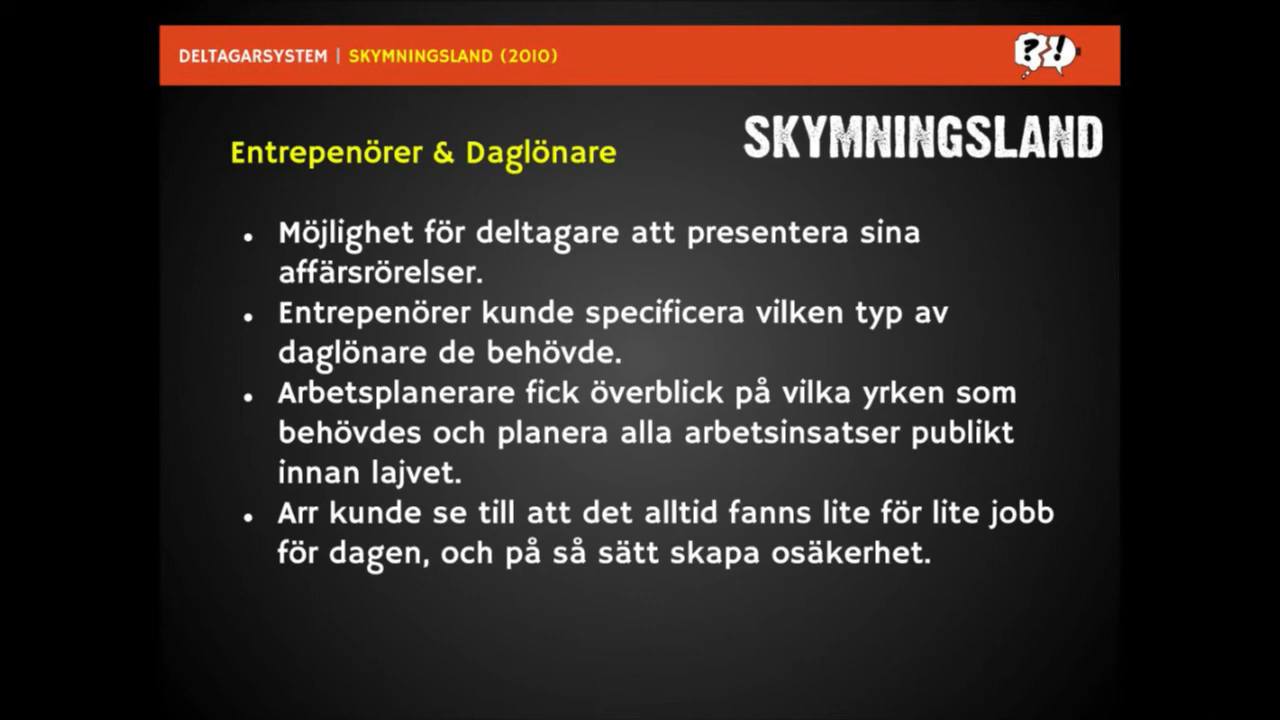 DELTAGARSYSTEM | SKYMNINGSLAND (2010)
?!
SKYMNINGSLAND
Entrepenörer & Daglönare
• Möjlighet för deltagare att presentera sina
affärsrörelser.
• Entrepenörer kunde specificera vilken typ av
daglönare de behövde.
• Arbetsplanerare fick överblick på vilka yrken som
behövdes och planera alla arbetsinsatser publikt
innan lajvet.
• Arr kunde se till att det alltid fanns lite för lite jobb
för dagen, och på så sätt skapa osäkerhet.